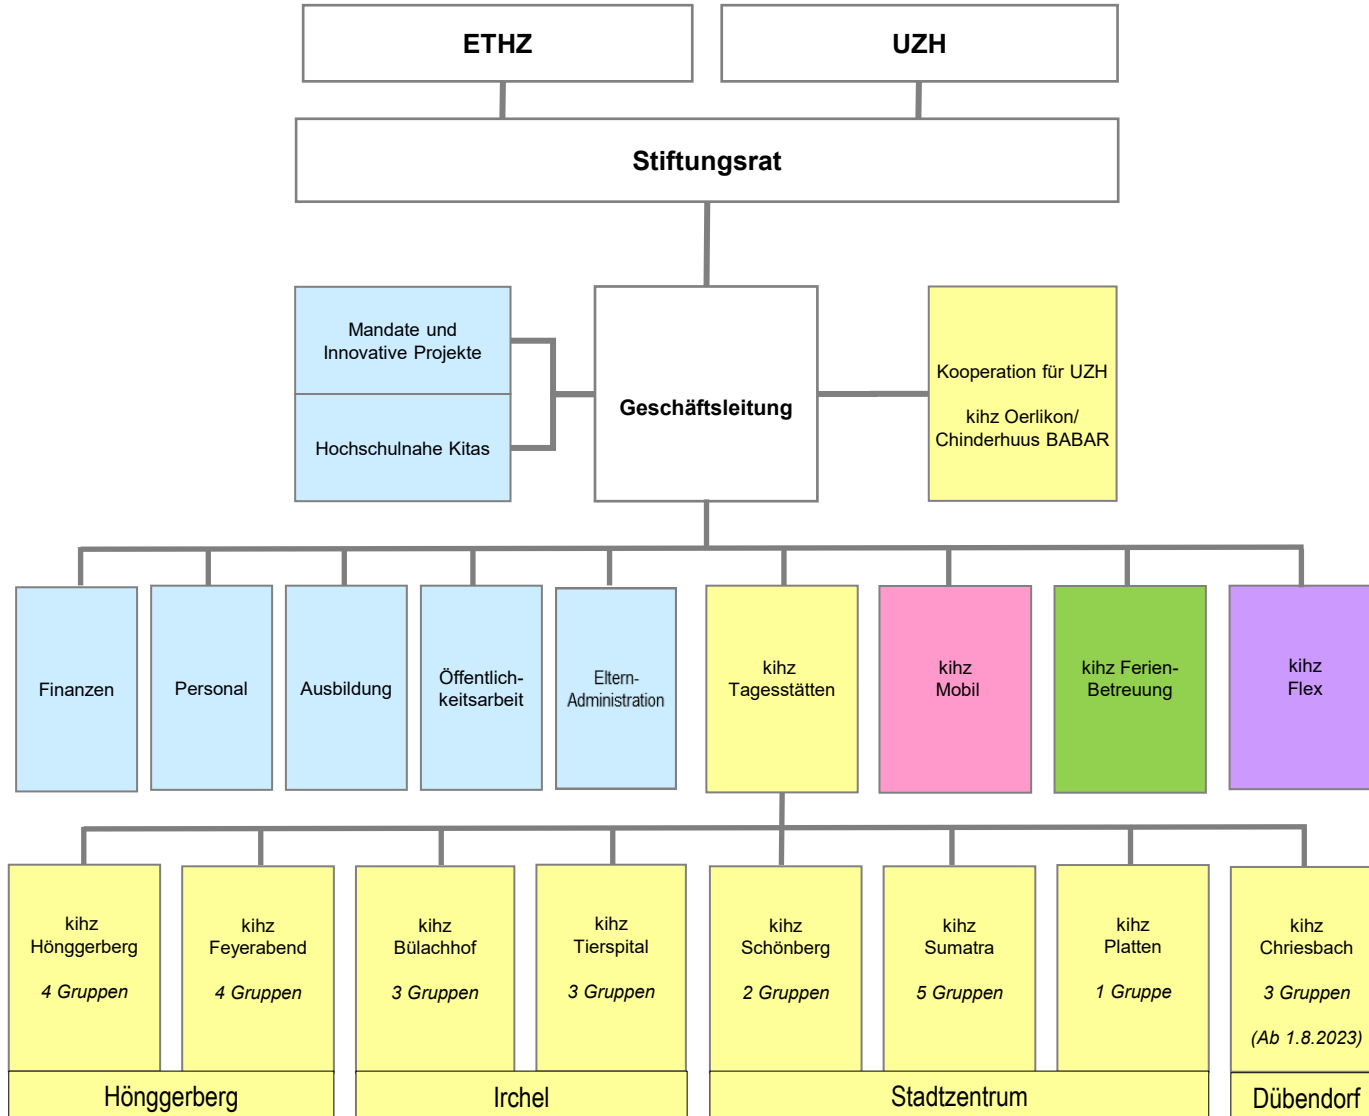 ETHZ
UZH
Stiftungsrat
Mandate und
Innovative Projekte
Hochschulnahe Kitas
Geschäftsleitung
Kooperation für UZH
kihz Oerlikon/
Chinderhuus BABAR
Finanzen
Personal
Ausbildung
Öffentlich-
keitsarbeit
Eltern-
Administration
kihz
Tagesstätten
kihz
Mobil
kihz Ferien-
Betreuung
kihz
Flex
kihz
Hönggerberg
4 Gruppen
kihz
Feyerabend
4 Gruppen
kihz
Bülachhof
3 Gruppen
kihz
Tierspital
3 Gruppen
kihz
Schönberg
2 Gruppen
kihz
Sumatra
5 Gruppen
kihz
Platten
1 Gruppe
kihz
Chriesbach
3 Gruppen
(Ab 1.8.2023)
Hönggerberg
Irchel
Stadtzentrum
Dübendorf